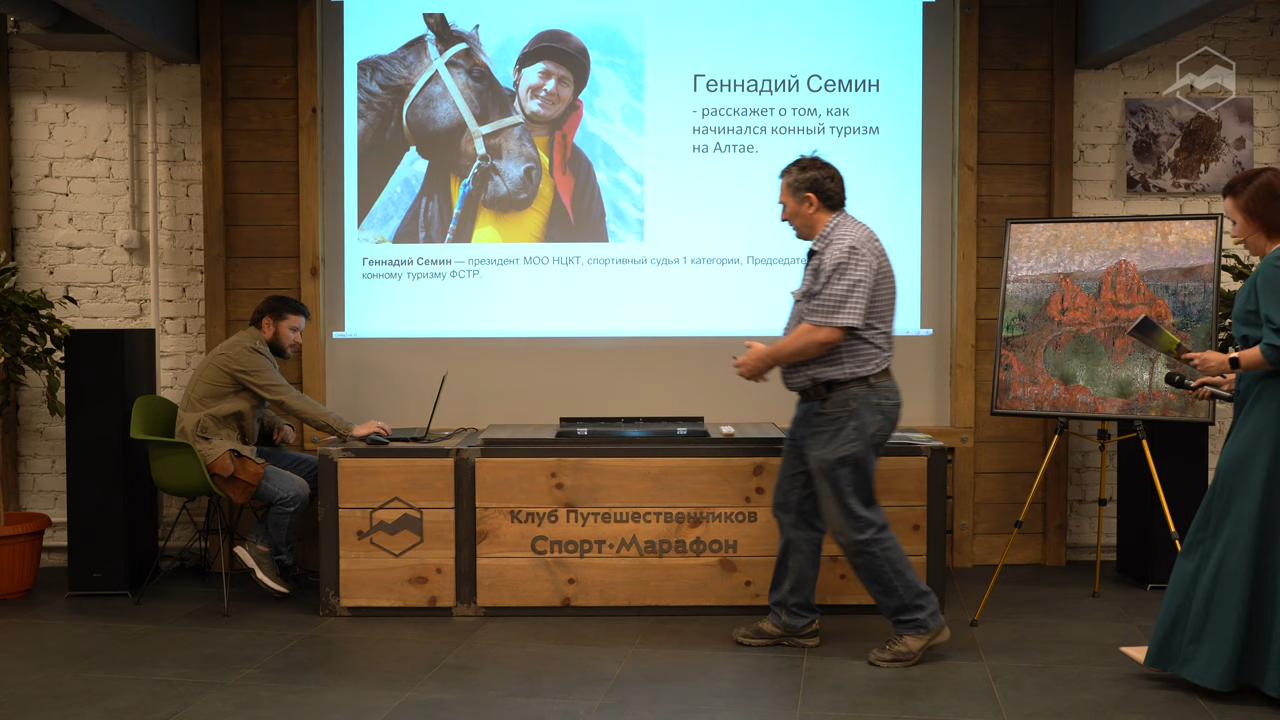 Геннадий Семин
- расскажет о том, как
начинался конный туризм
на Алтае.
Геннадий Семин — президент МОО НЦКТ, спортивный судья 1 категории,
конному туризму ФСТР.
Клуб Путешественников
Спорт-Марафон